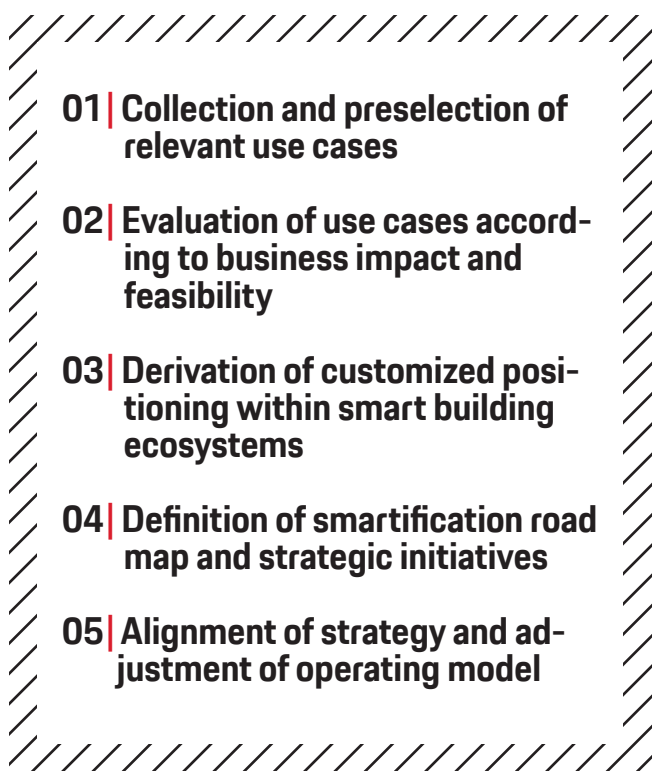 01| Collection and preselection of
relevant use cases
02| Evaluation of use cases accord-
ing to business impact and
feasibility
03| Derivation of customized posi-
tioning within smart building
ecosystems
04| Definition of smartification road
map and strategic initiatives
05| Alignment of strategy and ad-
justment of operating model